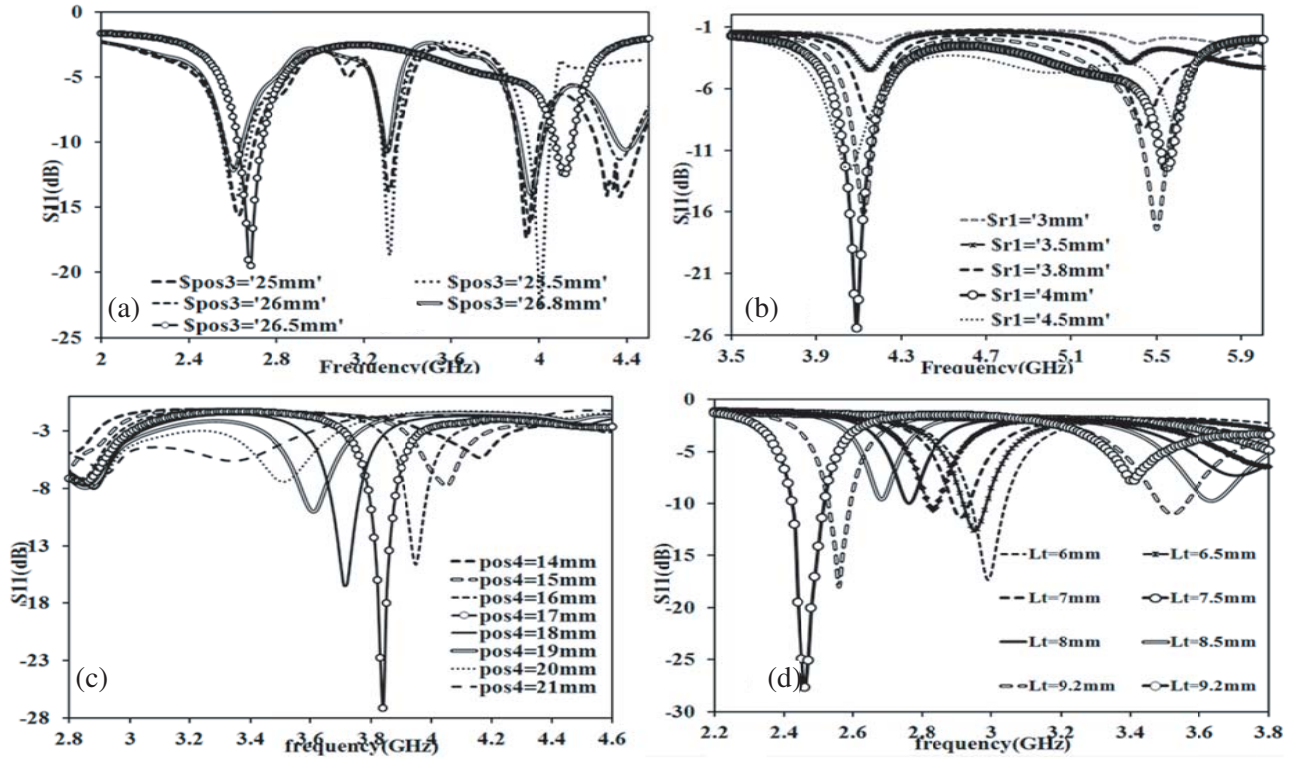 0
-5
-10
-15
-20
-25
S11(dB)
$pos3='25mm'
$pos3='26mm'
$pos3='26.5mm'
$pos3='26.8mm'
(a)
2 2.4 2.8 3.2 3.6 4 4.4
Frequency(GHz)
-1
-6
-11
-16
-21
-26
S11(dB)
$r1='3mm'
$r1='3.5mm'
$r1='3.8mm'
$r1='4mm'
$r1='4.5mm'
(b)
3.5 3.9 4.3 4.7 5.1 5.5 5.9
Frequency(GHz)
-3
-8
-13
-18
-23
-28
S11(dB)
pos4=14mm
pos4=15mm
pos4=16mm
pos4=17mm
pos4=18mm
pos4=19mm
pos4=20mm
pos4=21mm
(c)
2.8 3 3.2 3.4 3.6 3.8 4 4.2 4.4 4.6
frequency(GHz)
0
-5
-10
-15
-20
-25
-30
S11(dB)
Lt=6mm Lt=6.5mm
Lt=7mm Lt=7.5mm
Lt=8mm Lt=8.5mm
Lt=9.2mm Lt=9.2mm
(d)
2.2 2.4 2.6 2.8 3 3.2 3.4 3.6 3.8
frequency(GHz)